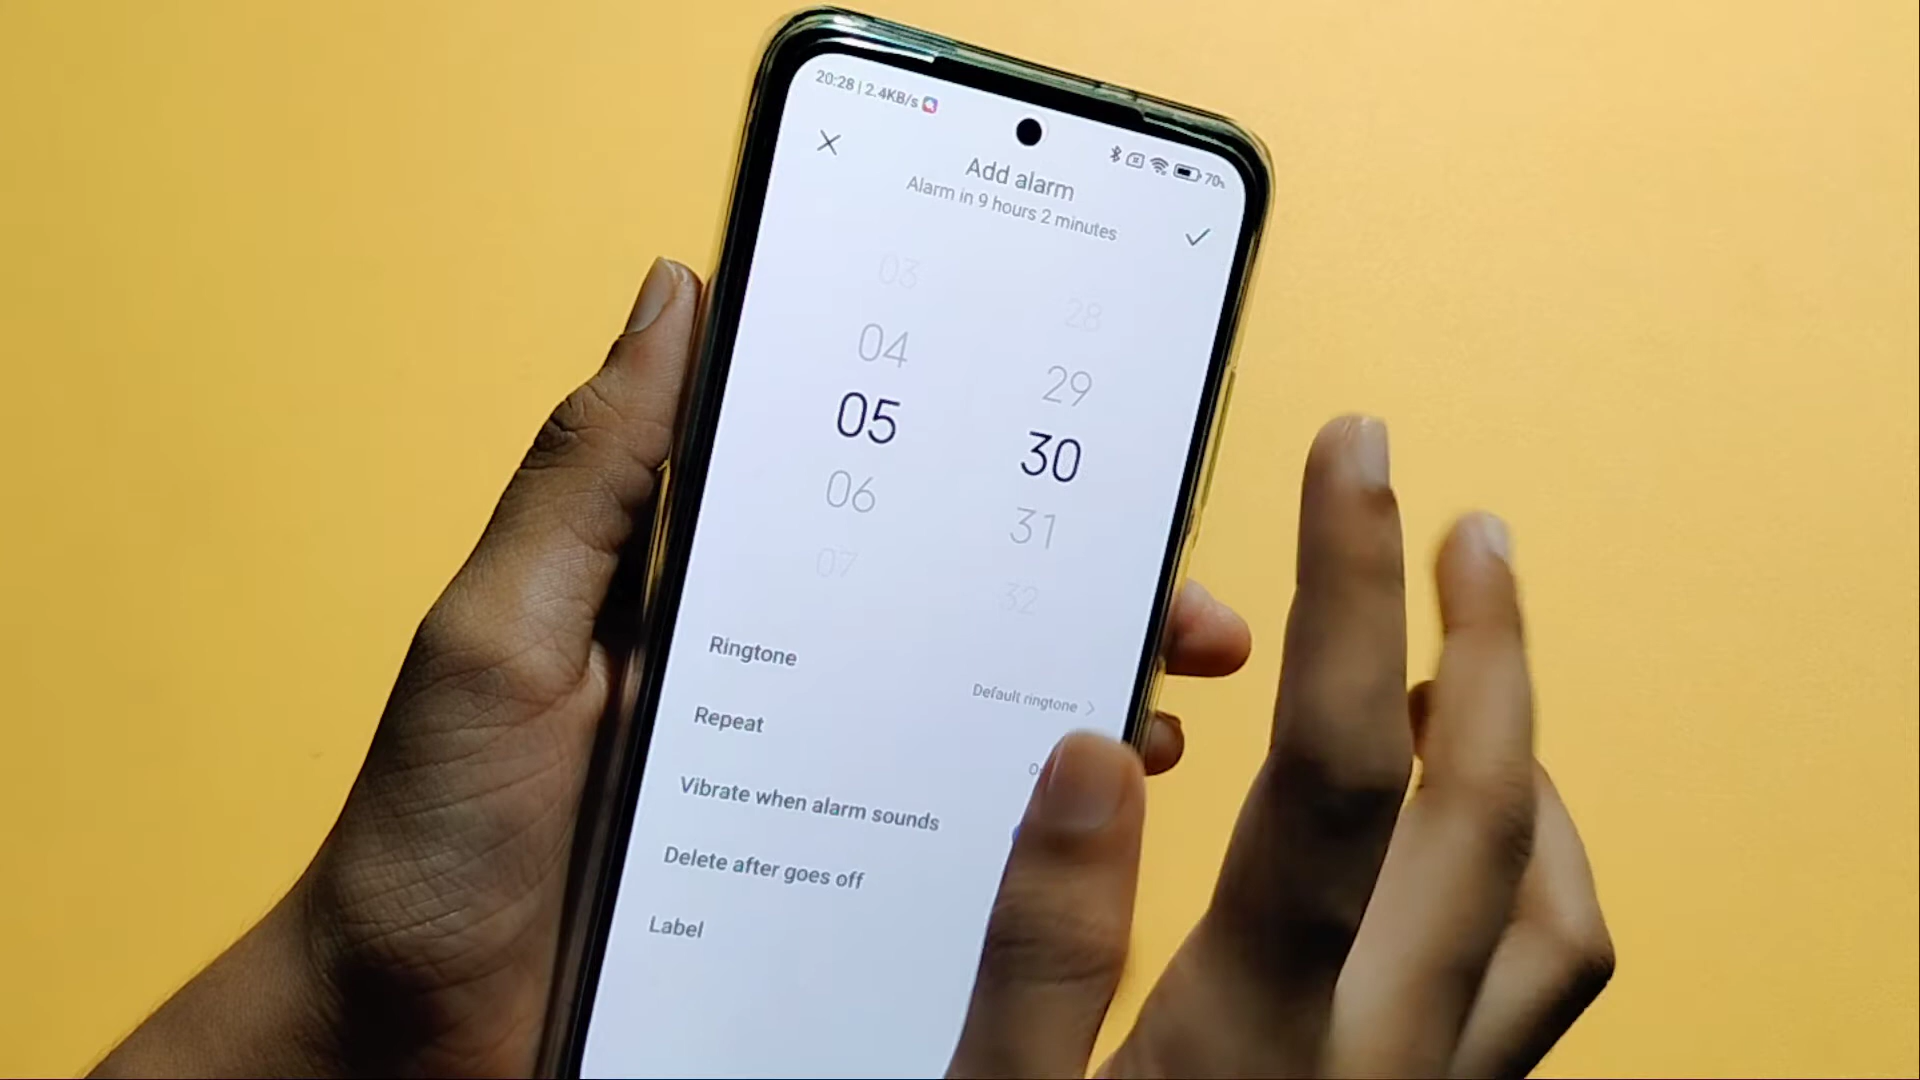 20:28 | 2.4KB/s
70%
Add alarm
Alarm in 9 hours 2 minutes
03 28
04 29
05 30
06 31
07 32
Ringtone
Default ringtone
Repeat
Vibrate when alarm sounds
Delete after goes off
Label